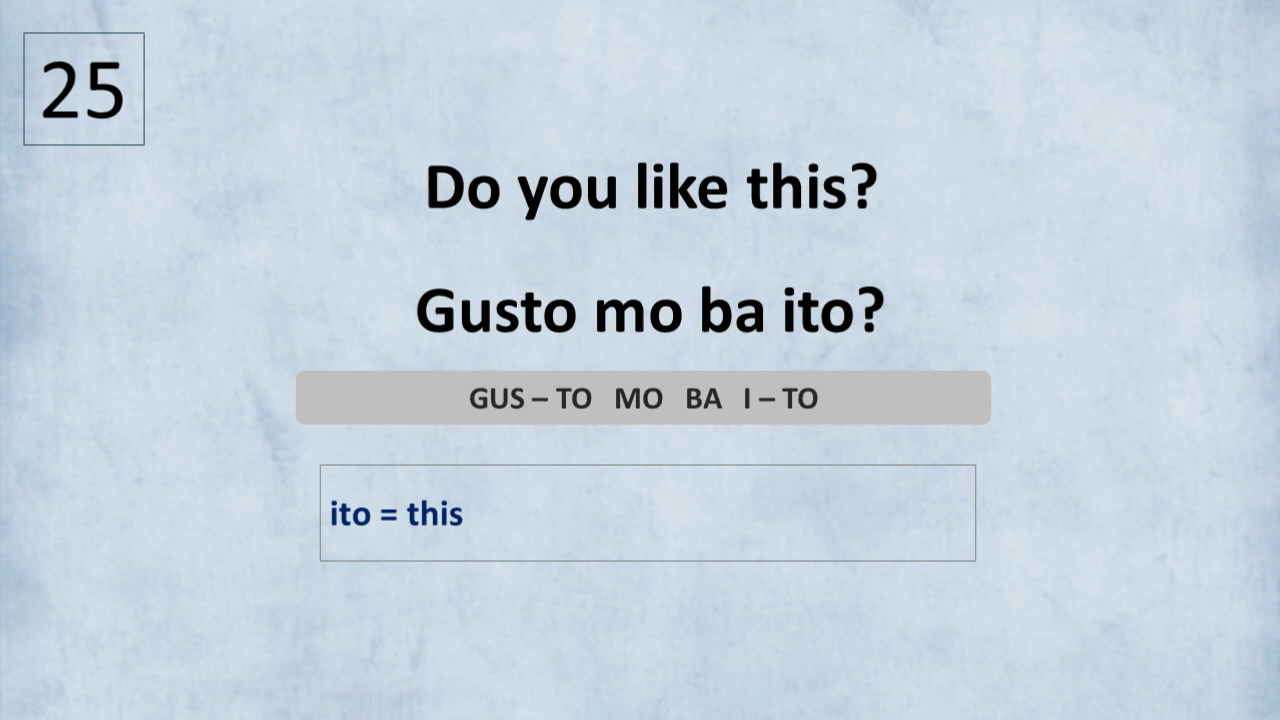 25
Do you like this?
Gusto mo ba ito?
GUS – TO MO BA I – TO
ito = this